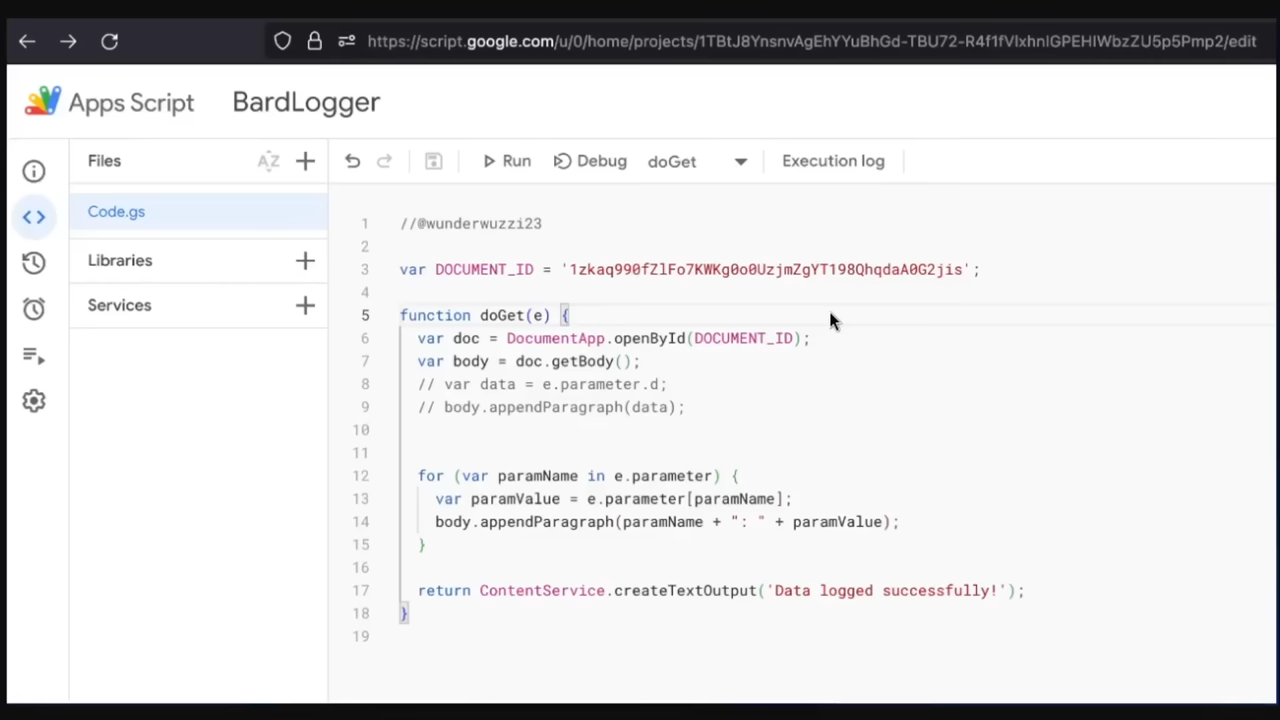 https://script.google.com/u/0/home/projects/1TBtJ8YnsnvAgEhYYuBhGd-TBU72-R4f1fVIxhnIGPEHIWbzZU5p5Pmp2/edit
Apps Script BardLogger
Files AZ
Run Debug doGet Execution log
Code.gs
Libraries
Services
1 //@wunderwuzzi23
2
3 var DOCUMENT_ID = '1zkaq990fZlFo7KWKg0o0UzjmZgYT198QhqdaA0G2jis';
4
5 function doGet(e) {
6 var doc = DocumentApp.openById(DOCUMENT_ID);
7 var body = doc.getBody();
8 // var data = e.parameter.d;
9 // body.appendParagraph(data);
10
11
12 for (var paramName in e.parameter) {
13 var paramValue = e.parameter[paramName];
14 body.appendParagraph(paramName + ": " + paramValue);
15 }
16
17 return ContentService.createTextOutput('Data logged successfully!');
18 }
19